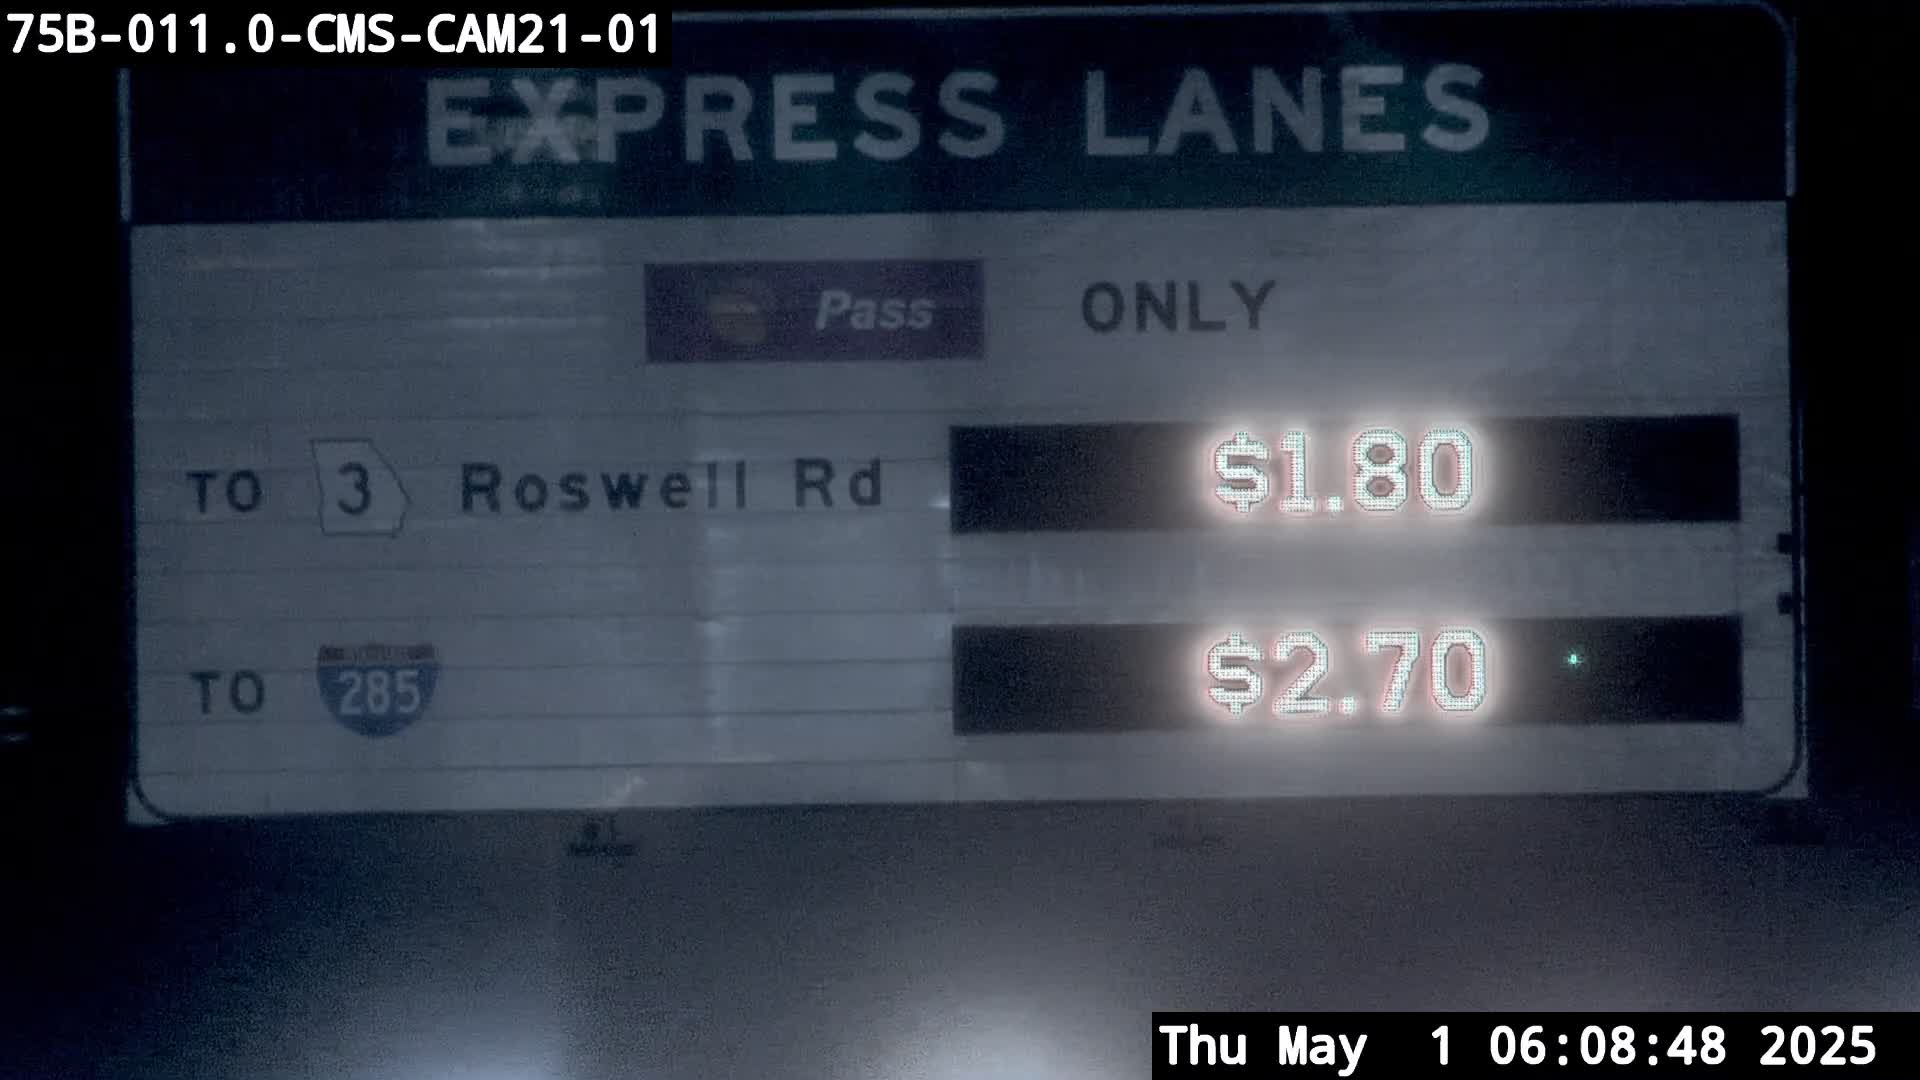 75B-011.0-CMS-CAM21-01
EXPRESS LANES
Pass ONLY
TO 3 Roswell Rd $1.80
TO 285 $2.70
Thu May 1 06:08:48 2025